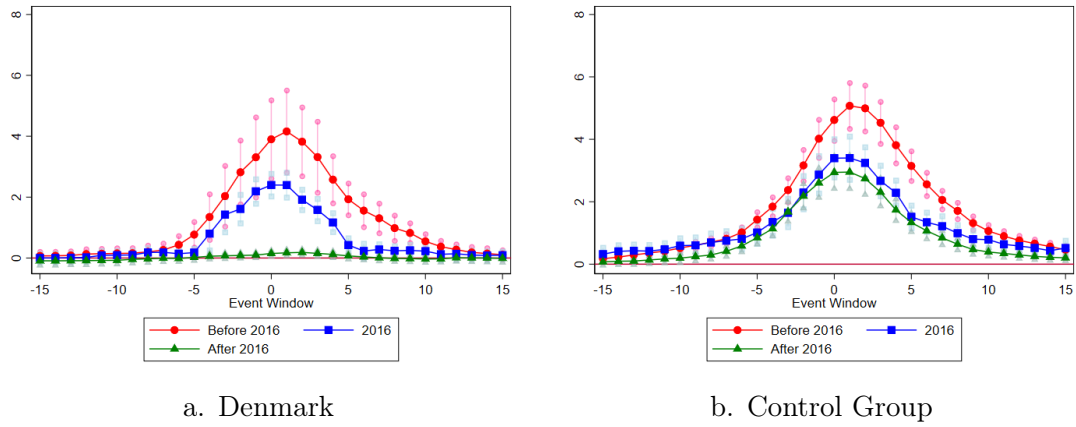 8
6
4
2
0
-15 -10 -5 0 5 10 15
Event Window
Before 2016 2016
After 2016
a. Denmark
8
6
4
2
0
-15 -10 -5 0 5 10 15
Event Window
Before 2016 2016
After 2016
b. Control Group